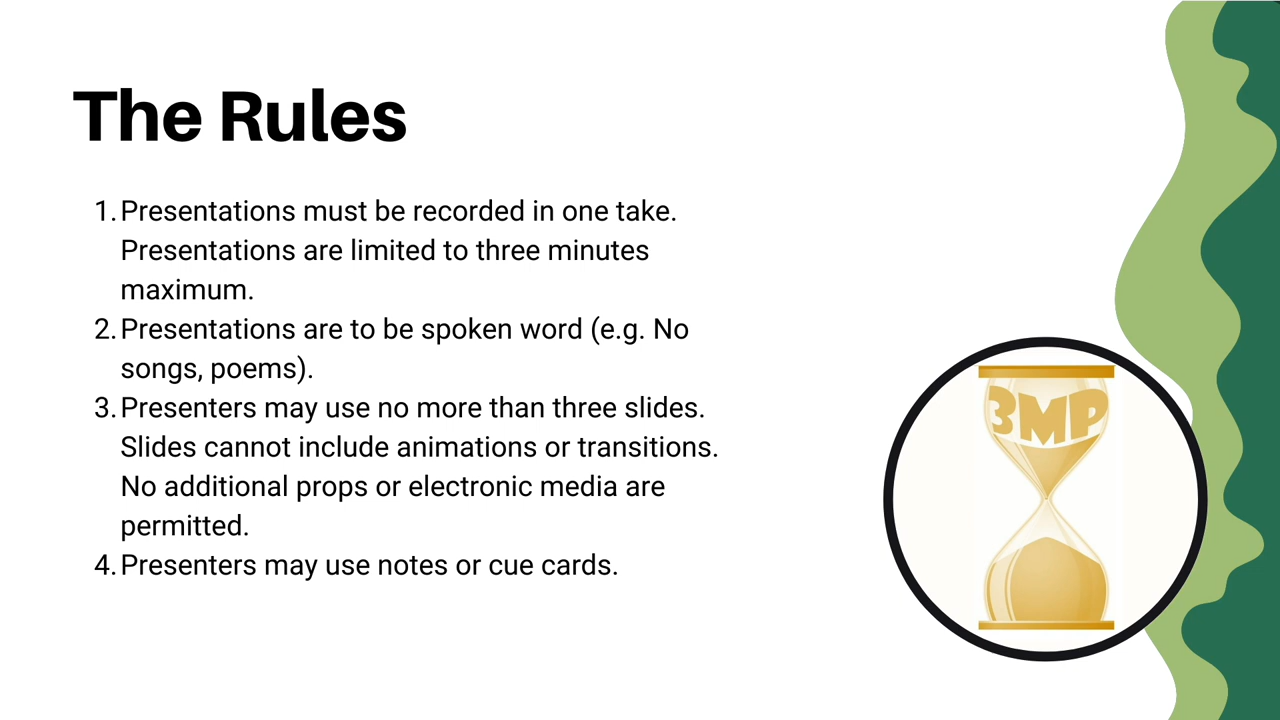 The Rules
1. Presentations must be recorded in one take.
Presentations are limited to three minutes
maximum.
2. Presentations are to be spoken word (e.g. No
songs, poems).
3. Presenters may use no more than three slides.
Slides cannot include animations or transitions.
No additional props or electronic media are
permitted.
4. Presenters may use notes or cue cards.
3MP